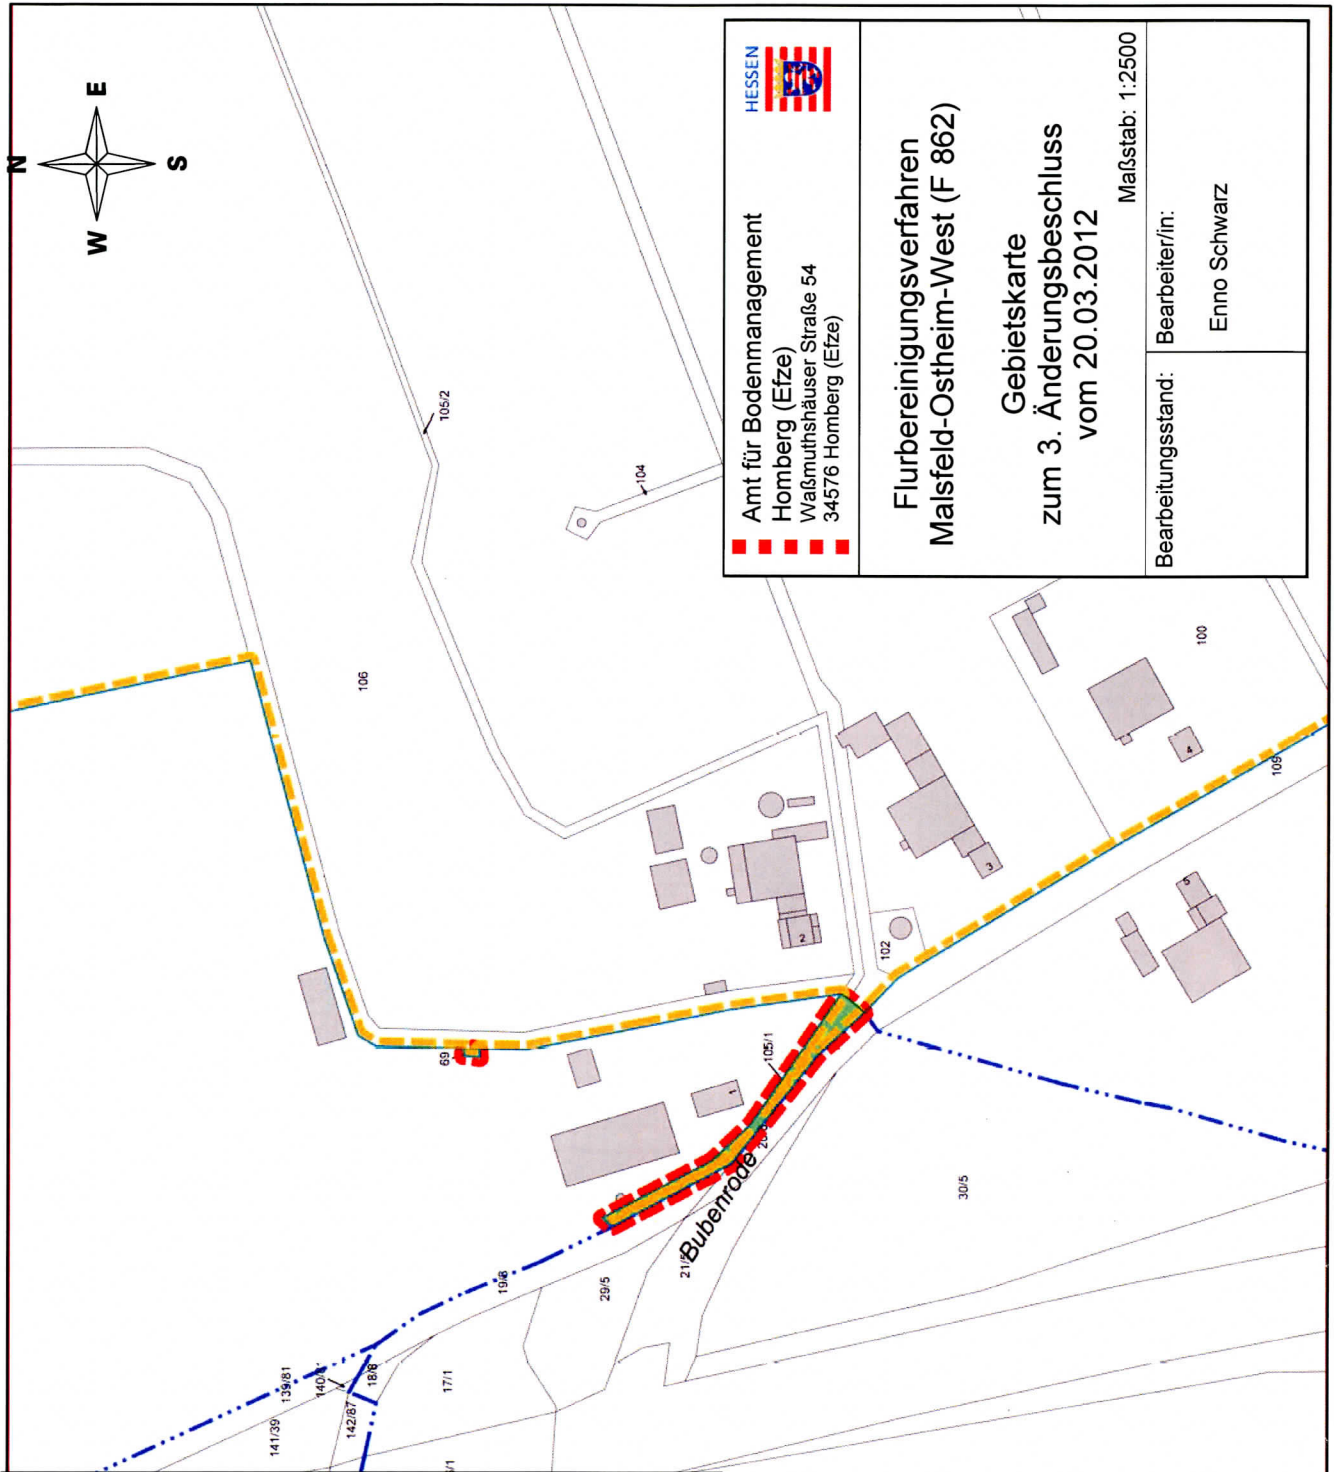 N
E
S
W
HESSEN
Amt für Bodenmanagement
Homberg (Efze)
Waßmuthshäuser Straße 54
34576 Homberg (Efze)
Flurbereinigungsverfahren
Malsfeld-Ostheim-West (F 862)
Gebietskarte
zum 3. Änderungsbeschluss
vom 20.03.2012
Maßstab: 1:2500
Bearbeitungsstand:
Bearbeiter/in:
Enno Schwarz
105/2
104
106
100
4
109
3
5
2
102
69
105/1
1
Bubenrode
30/5
19/8
29/5
139/81
18/8
17/1
141/39
142/87